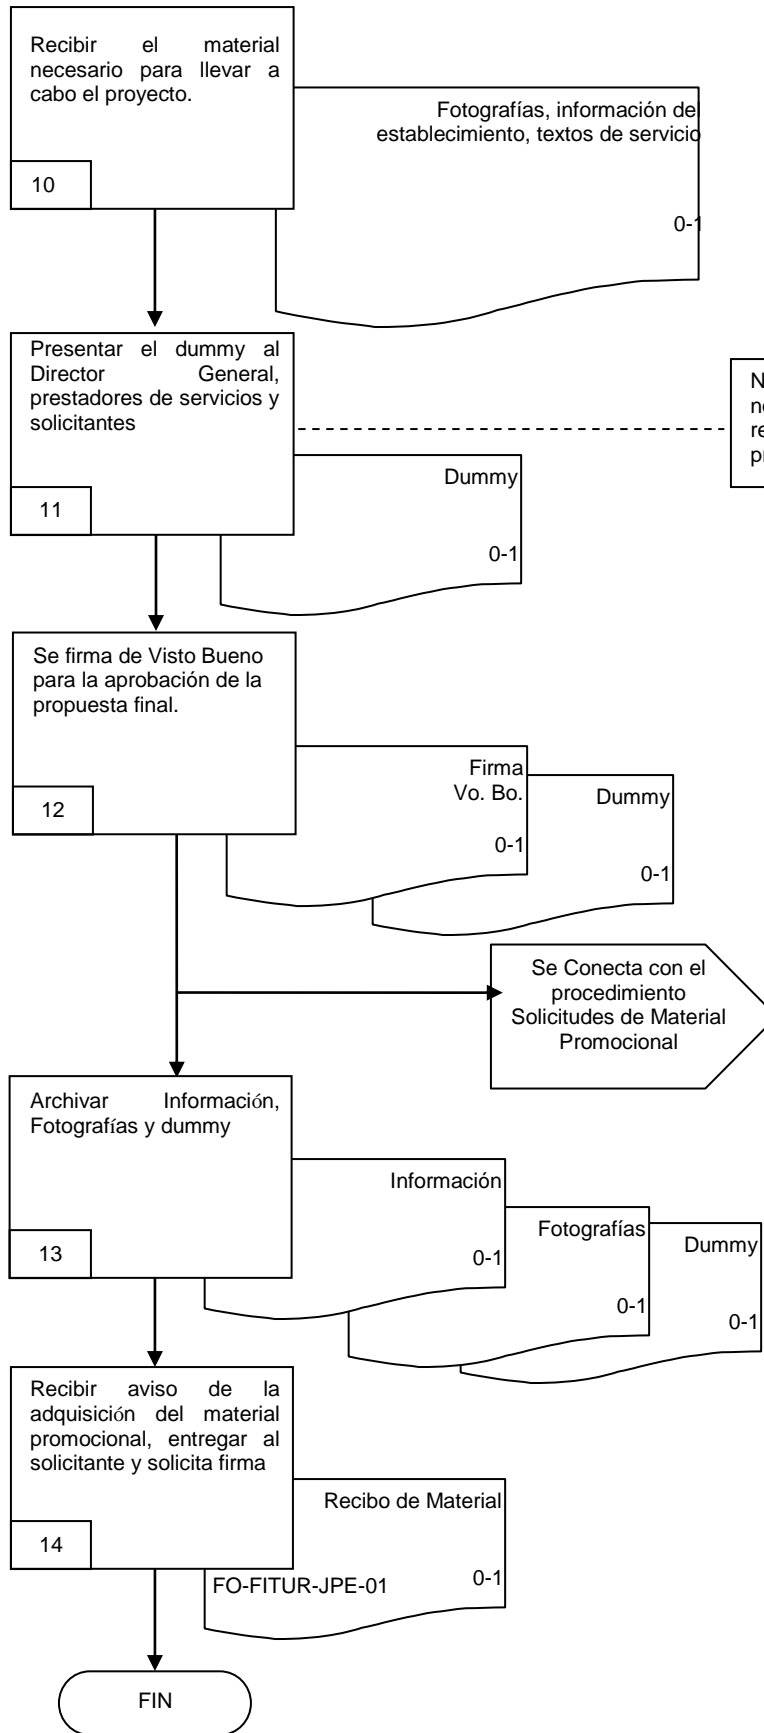 Recibir el material
necesario para llevar a
cabo el proyecto.
10
Fotografías, información del
establecimiento, textos de servicio
0-1
Presentar el dummy al
Director General,
prestadores de servicios y
solicitantes
11
Dummy
0-1
Se firma de Visto Bueno
para la aprobación de la
propuesta final.
12
Firma
Vo. Bo.
0-1
Dummy
0-1
Se Conecta con el
procedimiento
Solicitudes de Material
Promocional
Archivar Información,
Fotografías y dummy
13
Información
0-1
Fotografías
0-1
Dummy
0-1
Recibir aviso de la
adquisición del material
promocional, entregar al
solicitante y solicita firma
14
Recibo de Material
FO-FITUR-JPE-01 0-1
FIN